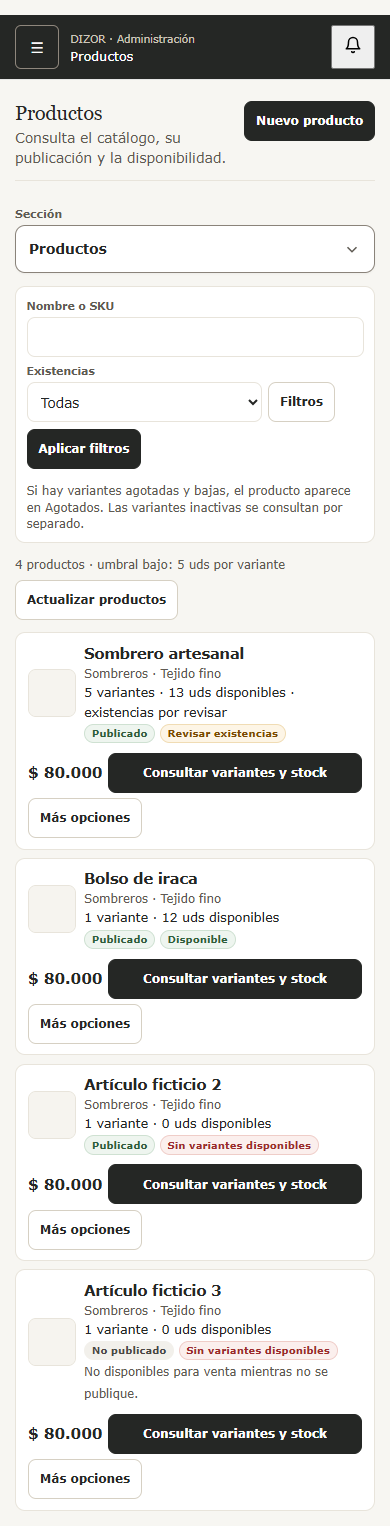 ☰
DIZOR · Administración
Productos
Productos
Consulta el catálogo, su
publicación y la disponibilidad.
Nuevo producto
Sección
Productos
Nombre o SKU
Existencias
Todas
Filtros
Aplicar filtros
Si hay variantes agotadas y bajas, el producto aparece
en Agotados. Las variantes inactivas se consultan por
separado.
4 productos · umbral bajo: 5 uds por variante
Actualizar productos
Sombrero artesanal
Sombreros · Tejido fino
5 variantes · 13 uds disponibles ·
existencias por revisar
Publicado
Revisar existencias
$ 80.000
Consultar variantes y stock
Más opciones
Bolso de iraca
Sombreros · Tejido fino
1 variante · 12 uds disponibles
Publicado
Disponible
$ 80.000
Consultar variantes y stock
Más opciones
Artículo ficticio 2
Sombreros · Tejido fino
1 variante · 0 uds disponibles
Publicado
Sin variantes disponibles
$ 80.000
Consultar variantes y stock
Más opciones
Artículo ficticio 3
Sombreros · Tejido fino
1 variante · 0 uds disponibles
No publicado
Sin variantes disponibles
No disponibles para venta mientras no se
publique.
$ 80.000
Consultar variantes y stock
Más opciones